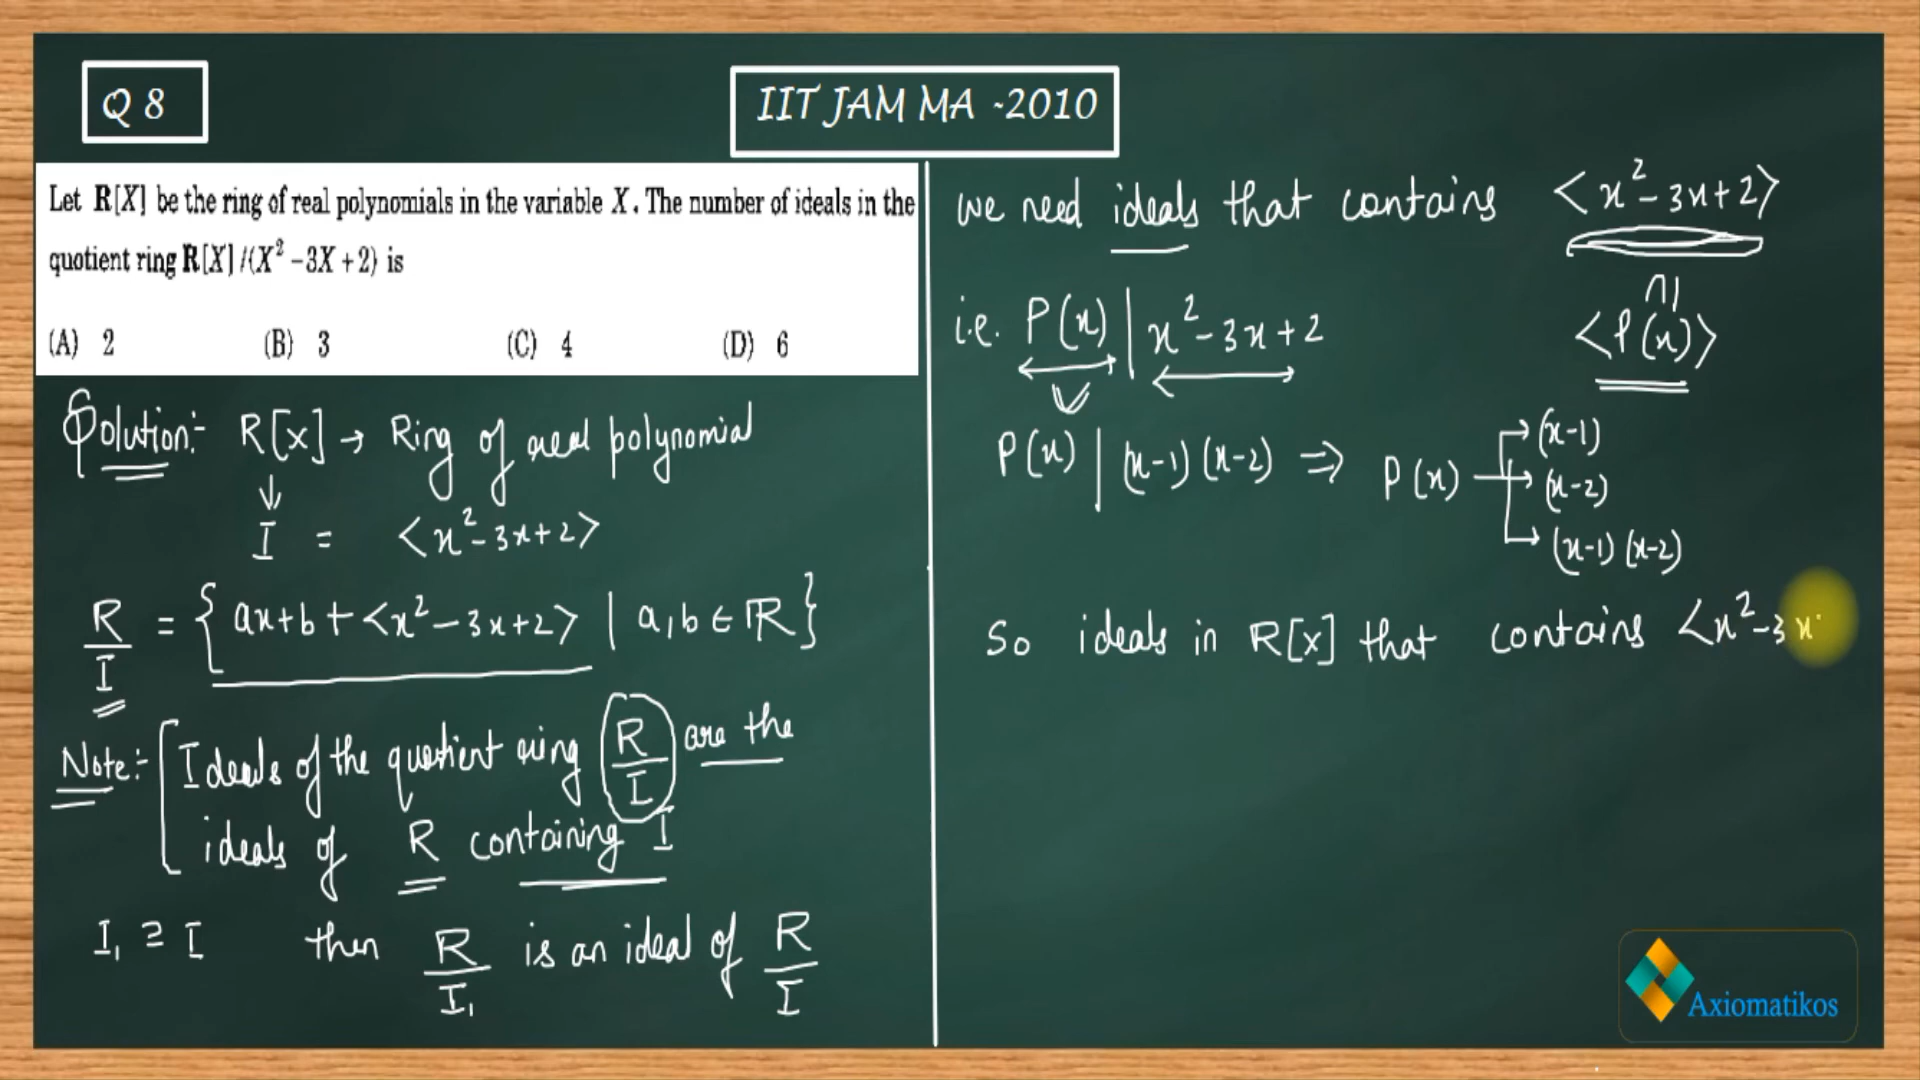 Q 8
IIT JAM MA -2010
Let R[X] be the ring of real polynomials in the variable X. The number of ideals in the
quotient ring R[X] /(X² −3X + 2) is
(A) 2 (B) 3 (C) 4 (D) 6
Solution:- R[x] → Ring of real polynomial
↓
I = <x²-3x+2>
R/I = { ax+b + <x²-3x+2> | a,b ∈ ℝ }
Note:- [ Ideals of the quotient ring R/I are the
ideals of R containing I
I₁ ⊇ I then R/I₁ is an ideal of R/I
we need ideals that contains <x²-3x+2>
∩|
i.e. P(x) | x²-3x+2 <P(x)>
P(x) | (x-1)(x-2) ⇒ P(x) → (x-1)
→ (x-2)
→ (x-1)(x-2)
So ideals in R[x] that contains <x²-3x
Axiomatikos